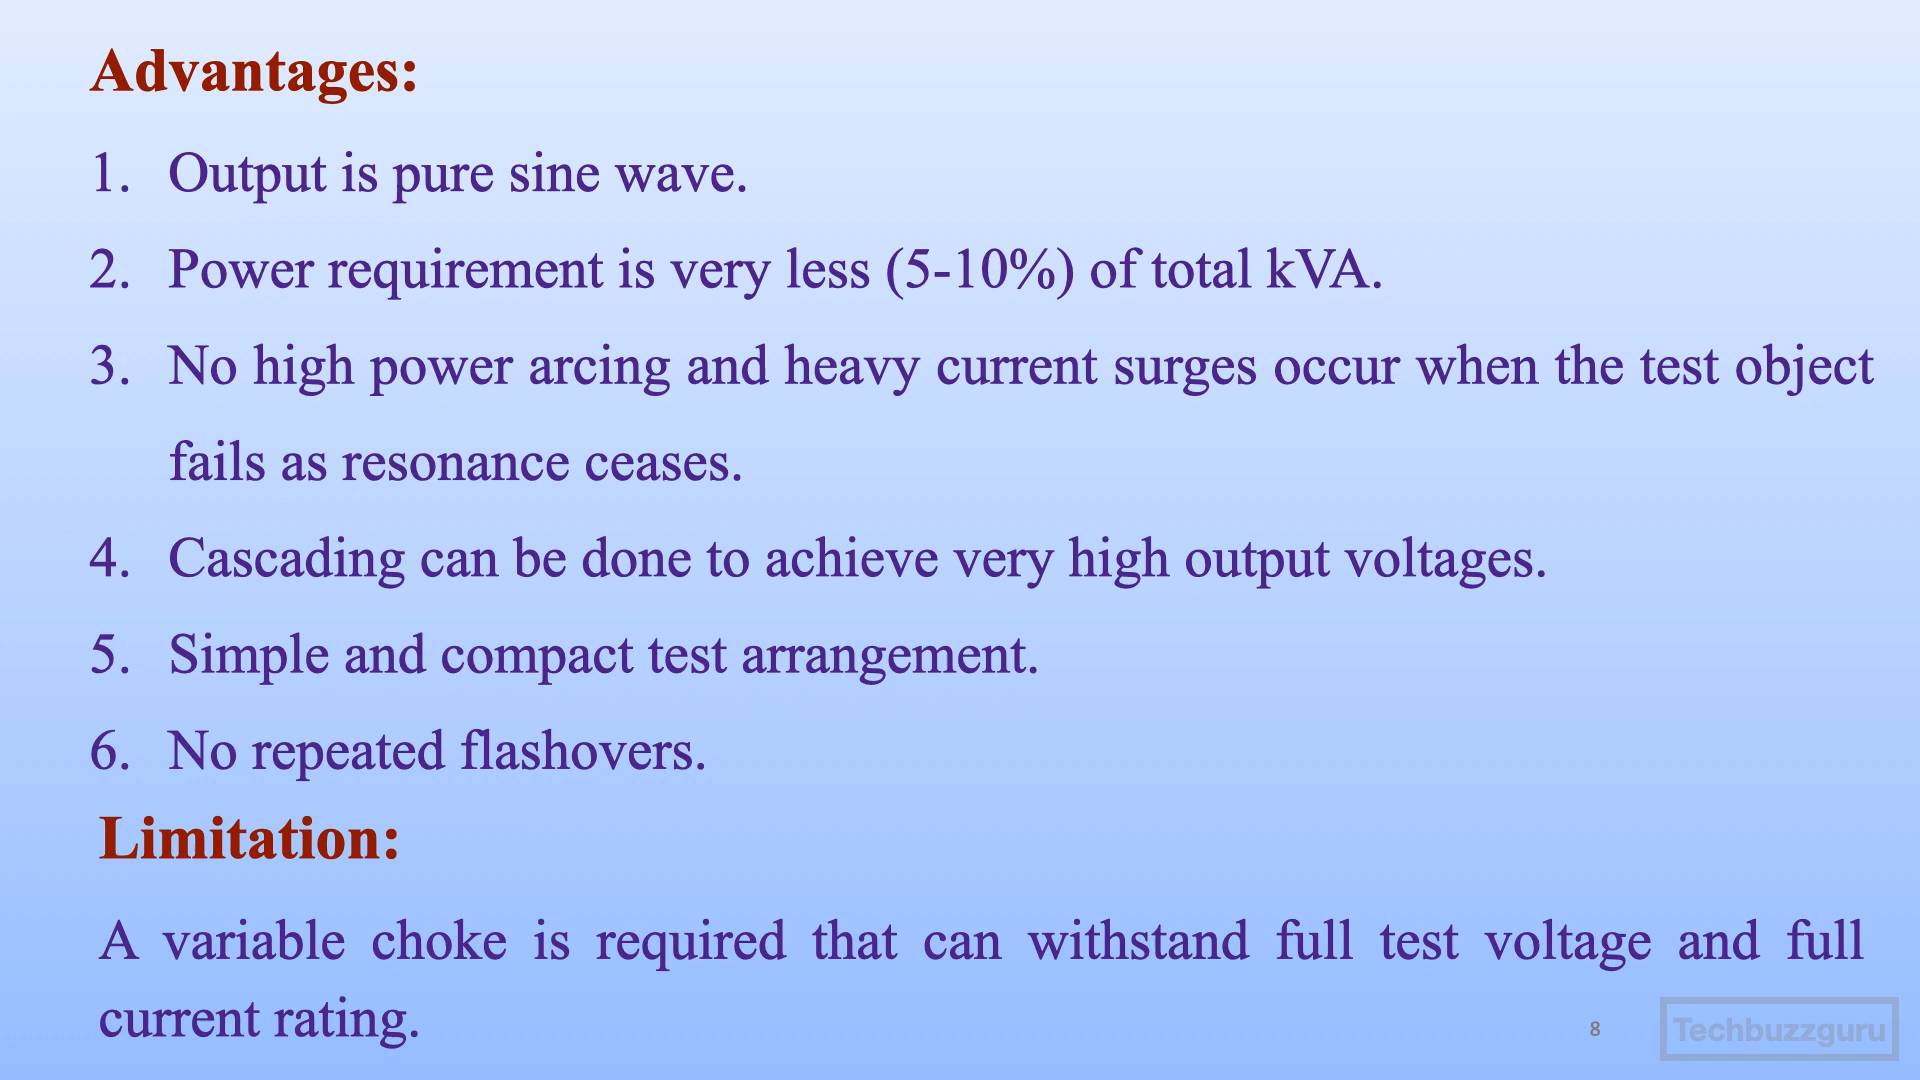 Advantages:
1. Output is pure sine wave.
2. Power requirement is very less (5-10%) of total kVA.
3. No high power arcing and heavy current surges occur when the test object
fails as resonance ceases.
4. Cascading can be done to achieve very high output voltages.
5. Simple and compact test arrangement.
6. No repeated flashovers.
Limitation:
A variable choke is required that can withstand full test voltage and full
current rating.
8
Techbuzzguru